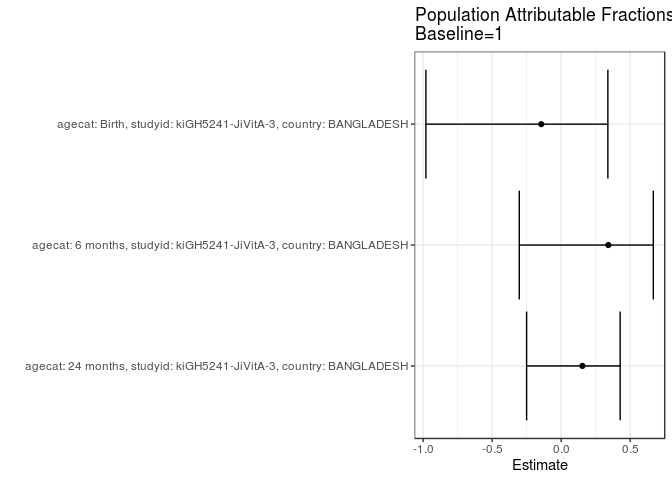 Population Attributable Fractions
Baseline=1
agecat: Birth, studyid: kiGH5241-JiVitA-3, country: BANGLADESH
agecat: 6 months, studyid: kiGH5241-JiVitA-3, country: BANGLADESH
agecat: 24 months, studyid: kiGH5241-JiVitA-3, country: BANGLADESH
-1.0 -0.5 0.0 0.5
Estimate